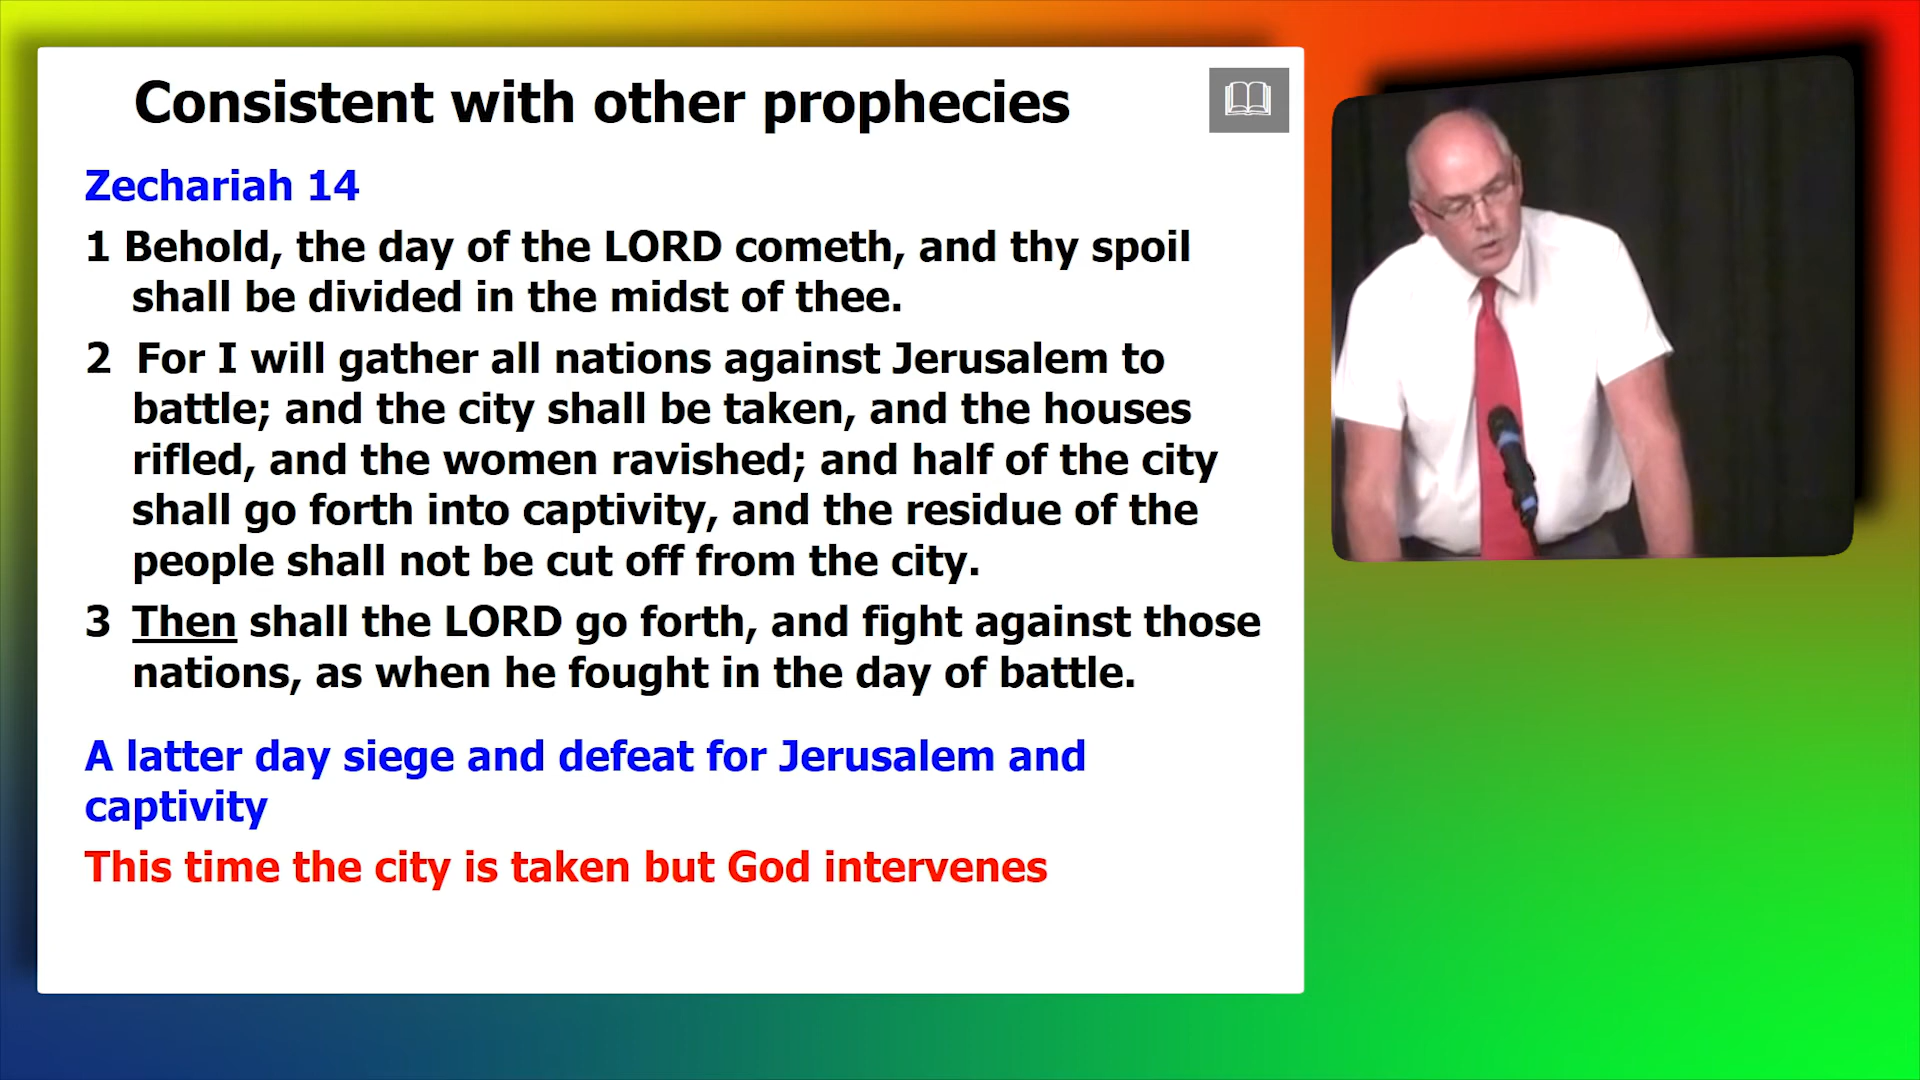 Consistent with other prophecies
Zechariah 14
1 Behold, the day of the LORD cometh, and thy spoil
shall be divided in the midst of thee.
2 For I will gather all nations against Jerusalem to
battle; and the city shall be taken, and the houses
rifled, and the women ravished; and half of the city
shall go forth into captivity, and the residue of the
people shall not be cut off from the city.
3 Then shall the LORD go forth, and fight against those
nations, as when he fought in the day of battle.
A latter day siege and defeat for Jerusalem and
captivity
This time the city is taken but God intervenes